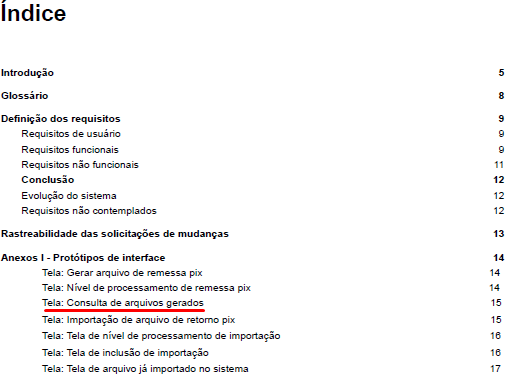 Índice
Introdução 5
Glossário 8
Definição dos requisitos 9
Requisitos de usuário 9
Requisitos funcionais 9
Requisitos não funcionais 11
Conclusão 12
Evolução do sistema 12
Requisitos não contemplados 12
Rastreabilidade das solicitações de mudanças 13
Anexos I - Protótipos de interface 14
Tela: Gerar arquivo de remessa pix 14
Tela: Nível de processamento de remessa pix 14
Tela: Consulta de arquivos gerados 15
Tela: Importação de arquivo de retorno pix 15
Tela: Tela de nível de processamento de importação 16
Tela: Tela de inclusão de importação 16
Tela: Tela de arquivo já importado no sistema 17